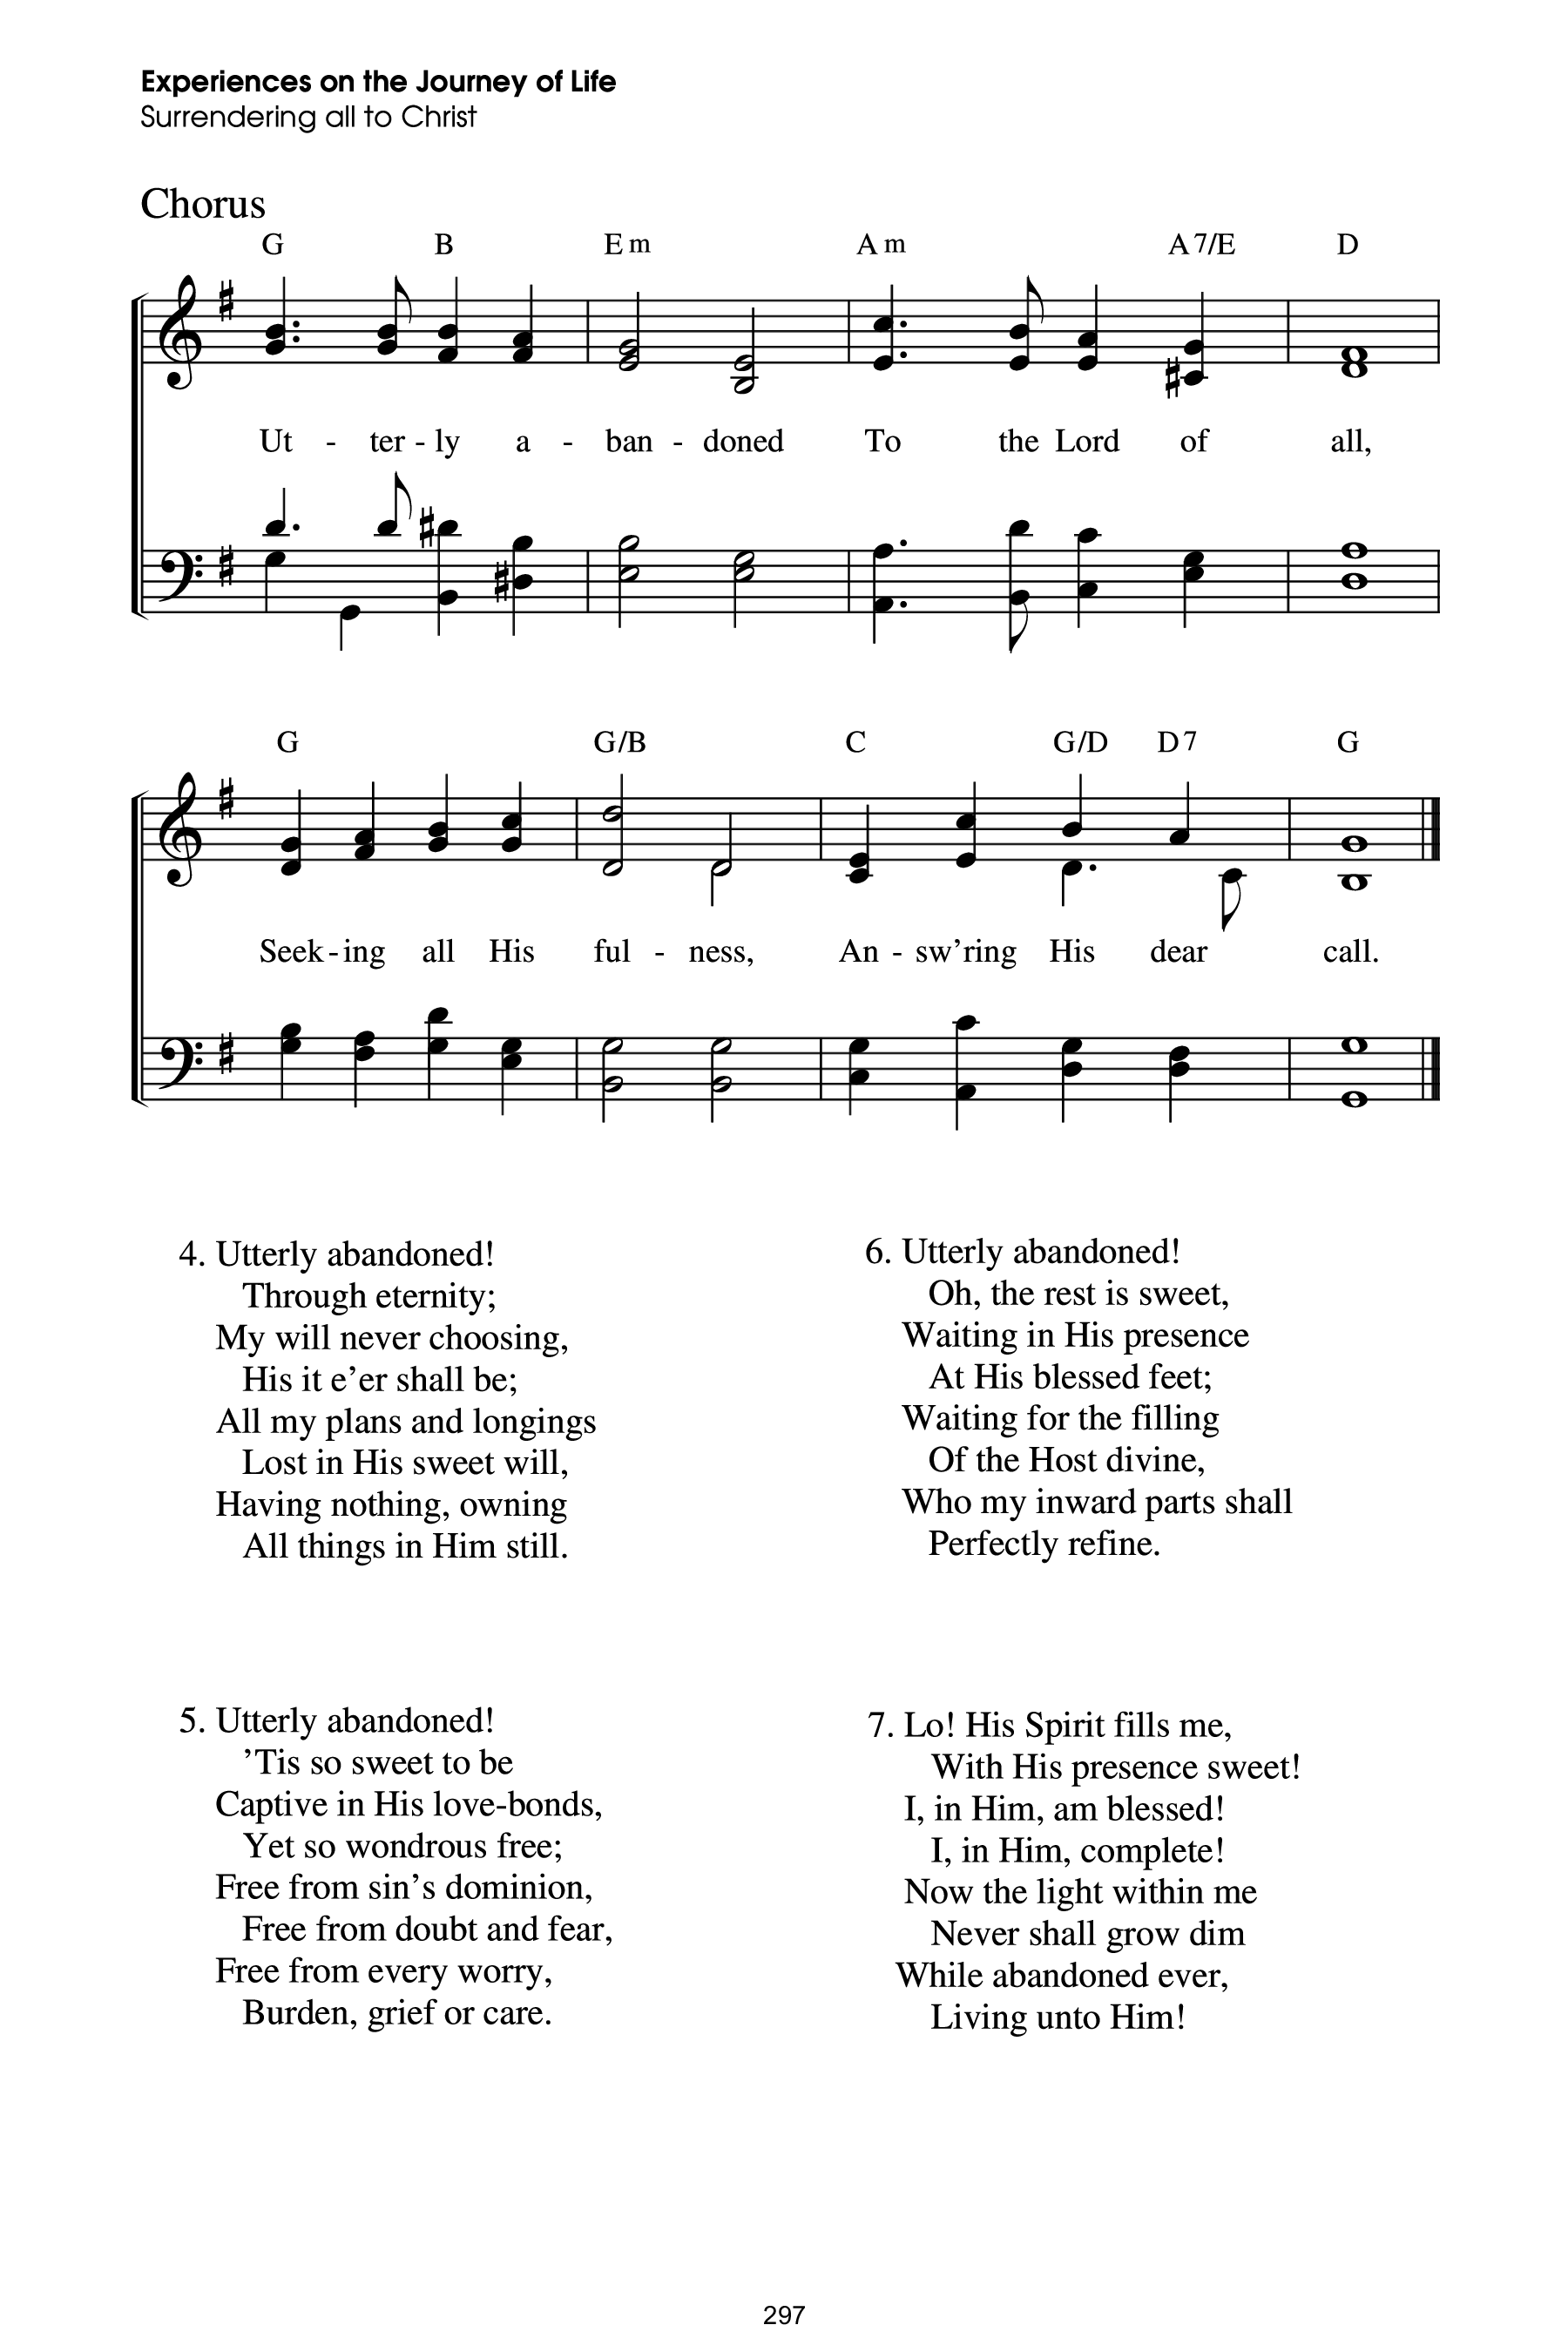 Experiences on the Journey of Life
Surrendering all to Christ
Chorus
G B E m A m A 7/E D
Ut - ter - ly a - ban - doned To the Lord of all,
G G/B C G/D D 7 G
Seek - ing all His ful - ness, An - sw’ring His dear call.
4. Utterly abandoned!
Through eternity;
My will never choosing,
His it e’er shall be;
All my plans and longings
Lost in His sweet will,
Having nothing, owning
All things in Him still.
5. Utterly abandoned!
’Tis so sweet to be
Captive in His love-bonds,
Yet so wondrous free;
Free from sin’s dominion,
Free from doubt and fear,
Free from every worry,
Burden, grief or care.
6. Utterly abandoned!
Oh, the rest is sweet,
Waiting in His presence
At His blessed feet;
Waiting for the filling
Of the Host divine,
Who my inward parts shall
Perfectly refine.
7. Lo! His Spirit fills me,
With His presence sweet!
I, in Him, am blessed!
I, in Him, complete!
Now the light within me
Never shall grow dim
While abandoned ever,
Living unto Him!
297